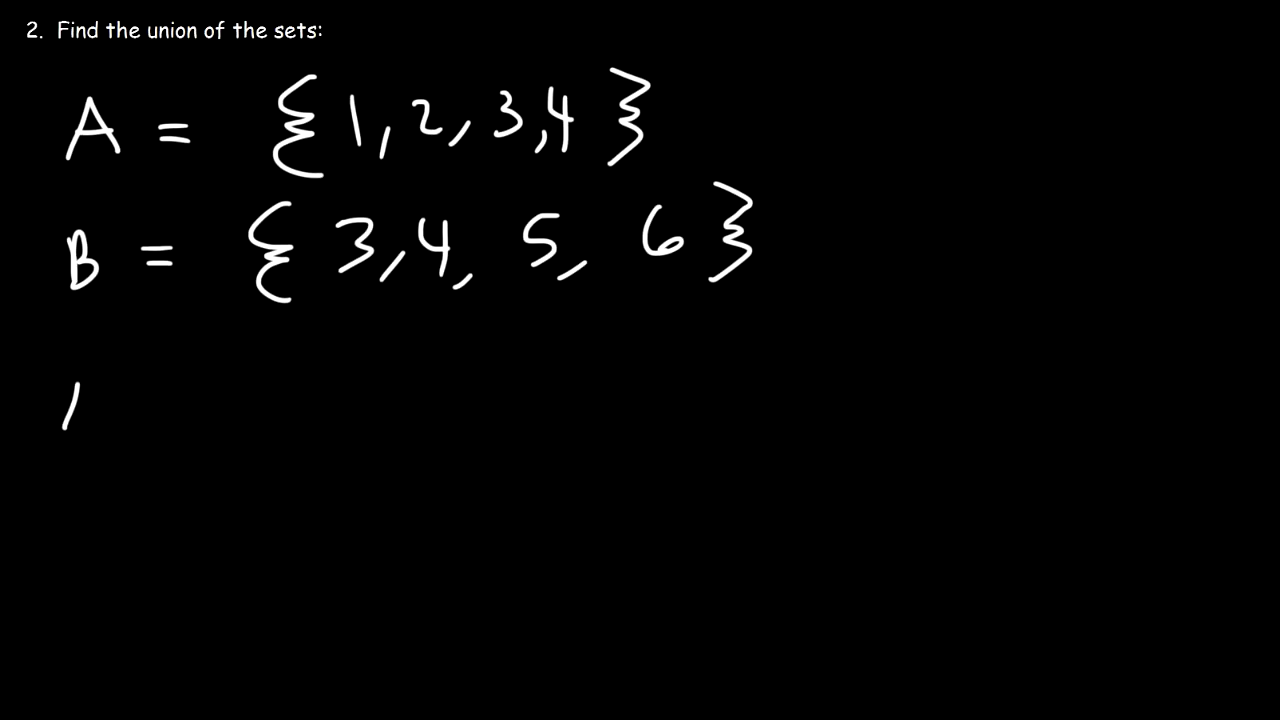 2. Find the union of the sets:
A = {1, 2, 3, 4}
B = {3, 4, 5, 6}